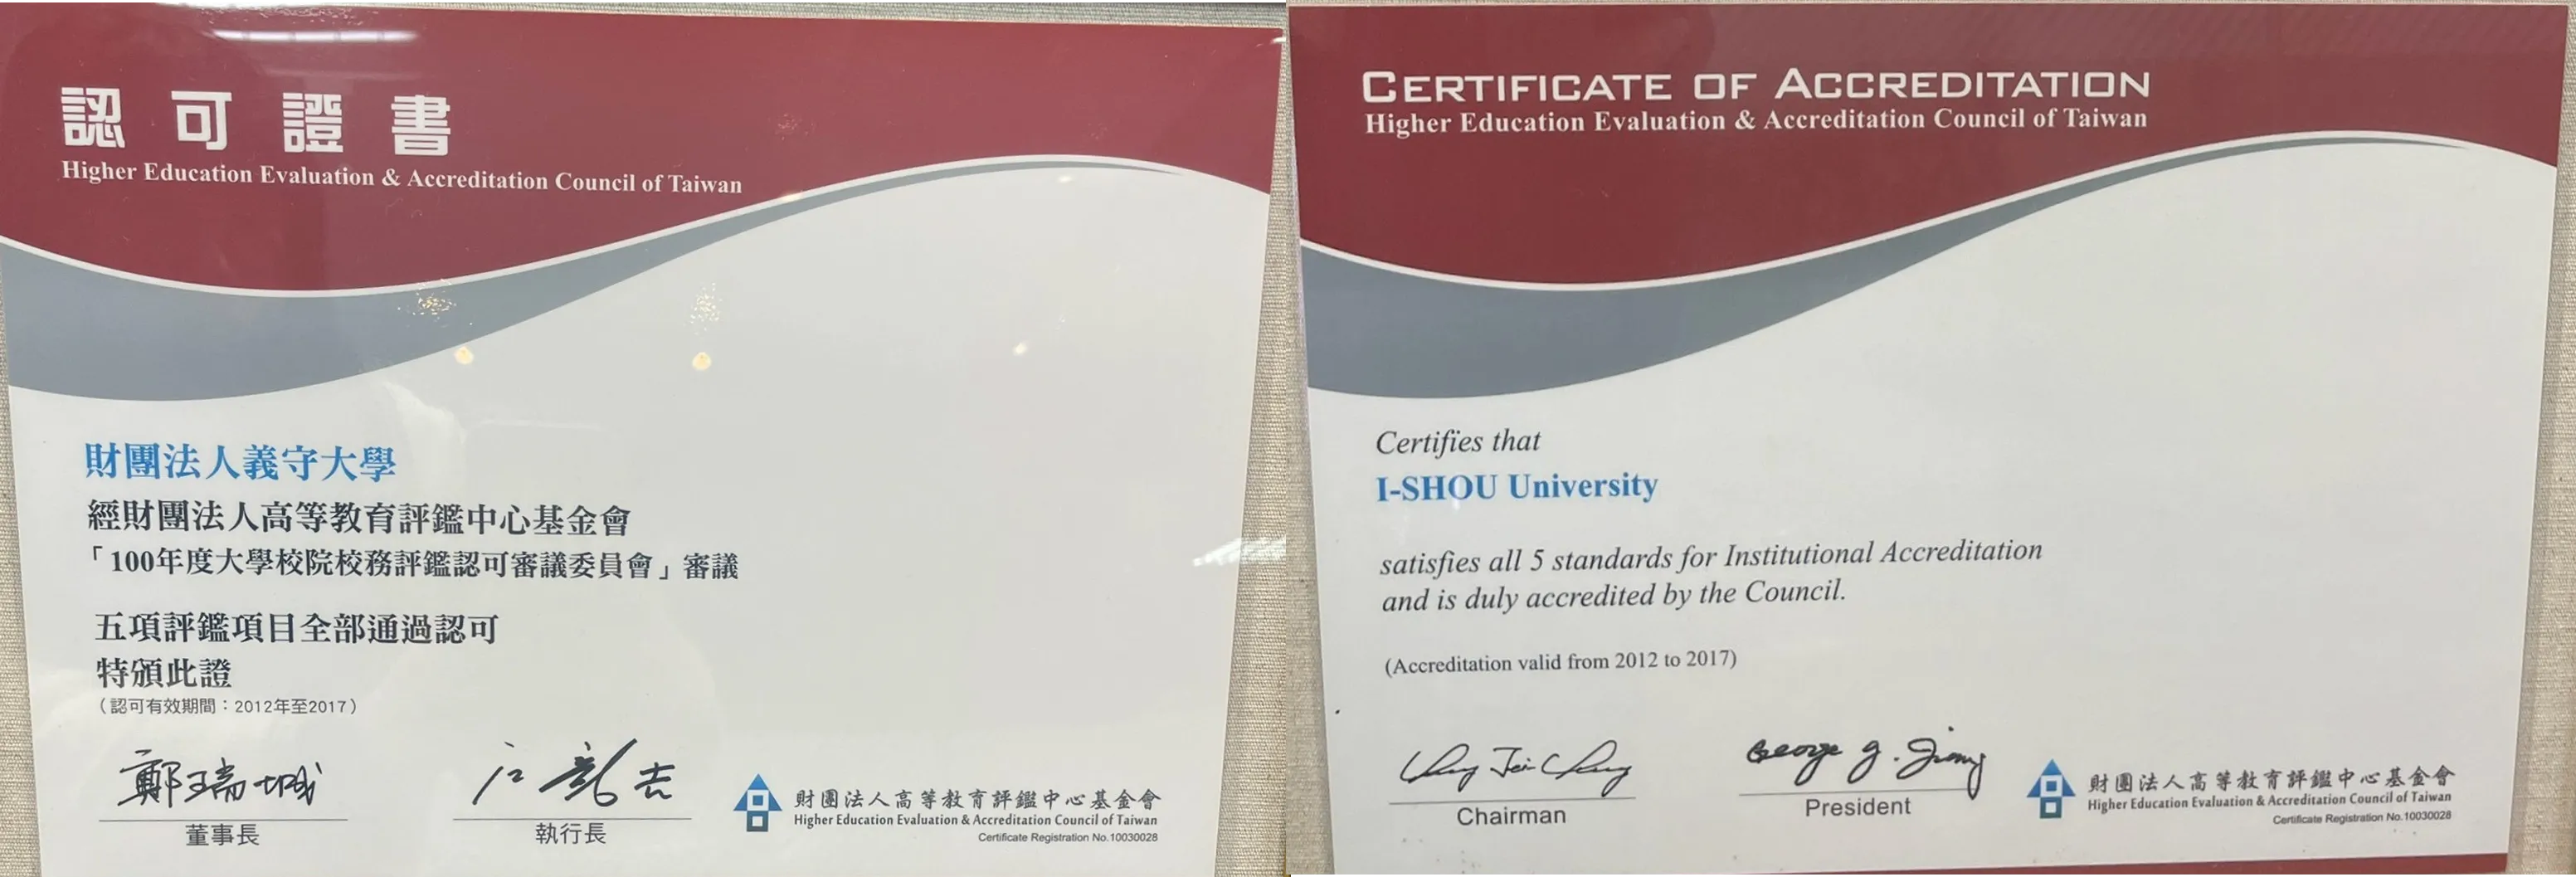 認可證書
Higher Education Evaluation & Accreditation Council of Taiwan
財團法人義守大學
經財團法人高等教育評鑑中心基金會
「100年度大學校院校務評鑑認可審議委員會」審議
五項評鑑項目全部通過認可
特頒此證
（認可有效期間：2012年至2017）
鄭瑞城
董事長
執行長
財團法人高等教育評鑑中心基金會
Higher Education Evaluation & Accreditation Council of Taiwan
Certificate Registration No.10030028
CERTIFICATE OF ACCREDITATION
Higher Education Evaluation & Accreditation Council of Taiwan
Certifies that
I-SHOU University
satisfies all 5 standards for Institutional Accreditation
and is duly accredited by the Council.
(Accreditation valid from 2012 to 2017)
Chairman
President
財團法人高等教育評鑑中心基金會
Higher Education Evaluation & Accreditation Council of Taiwan
Certificate Registration No.10030028